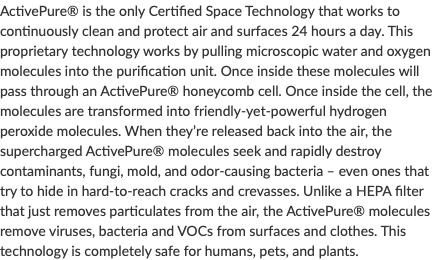 ActivePure® is the only Certified Space Technology that works to
continuously clean and protect air and surfaces 24 hours a day. This
proprietary technology works by pulling microscopic water and oxygen
molecules into the purification unit. Once inside these molecules will
pass through an ActivePure® honeycomb cell. Once inside the cell, the
molecules are transformed into friendly-yet-powerful hydrogen
peroxide molecules. When they're released back into the air, the
supercharged ActivePure® molecules seek and rapidly destroy
contaminants, fungi, mold, and odor-causing bacteria – even ones that
try to hide in hard-to-reach cracks and crevasses. Unlike a HEPA filter
that just removes particulates from the air, the ActivePure® molecules
remove viruses, bacteria and VOCs from surfaces and clothes. This
technology is completely safe for humans, pets, and plants.